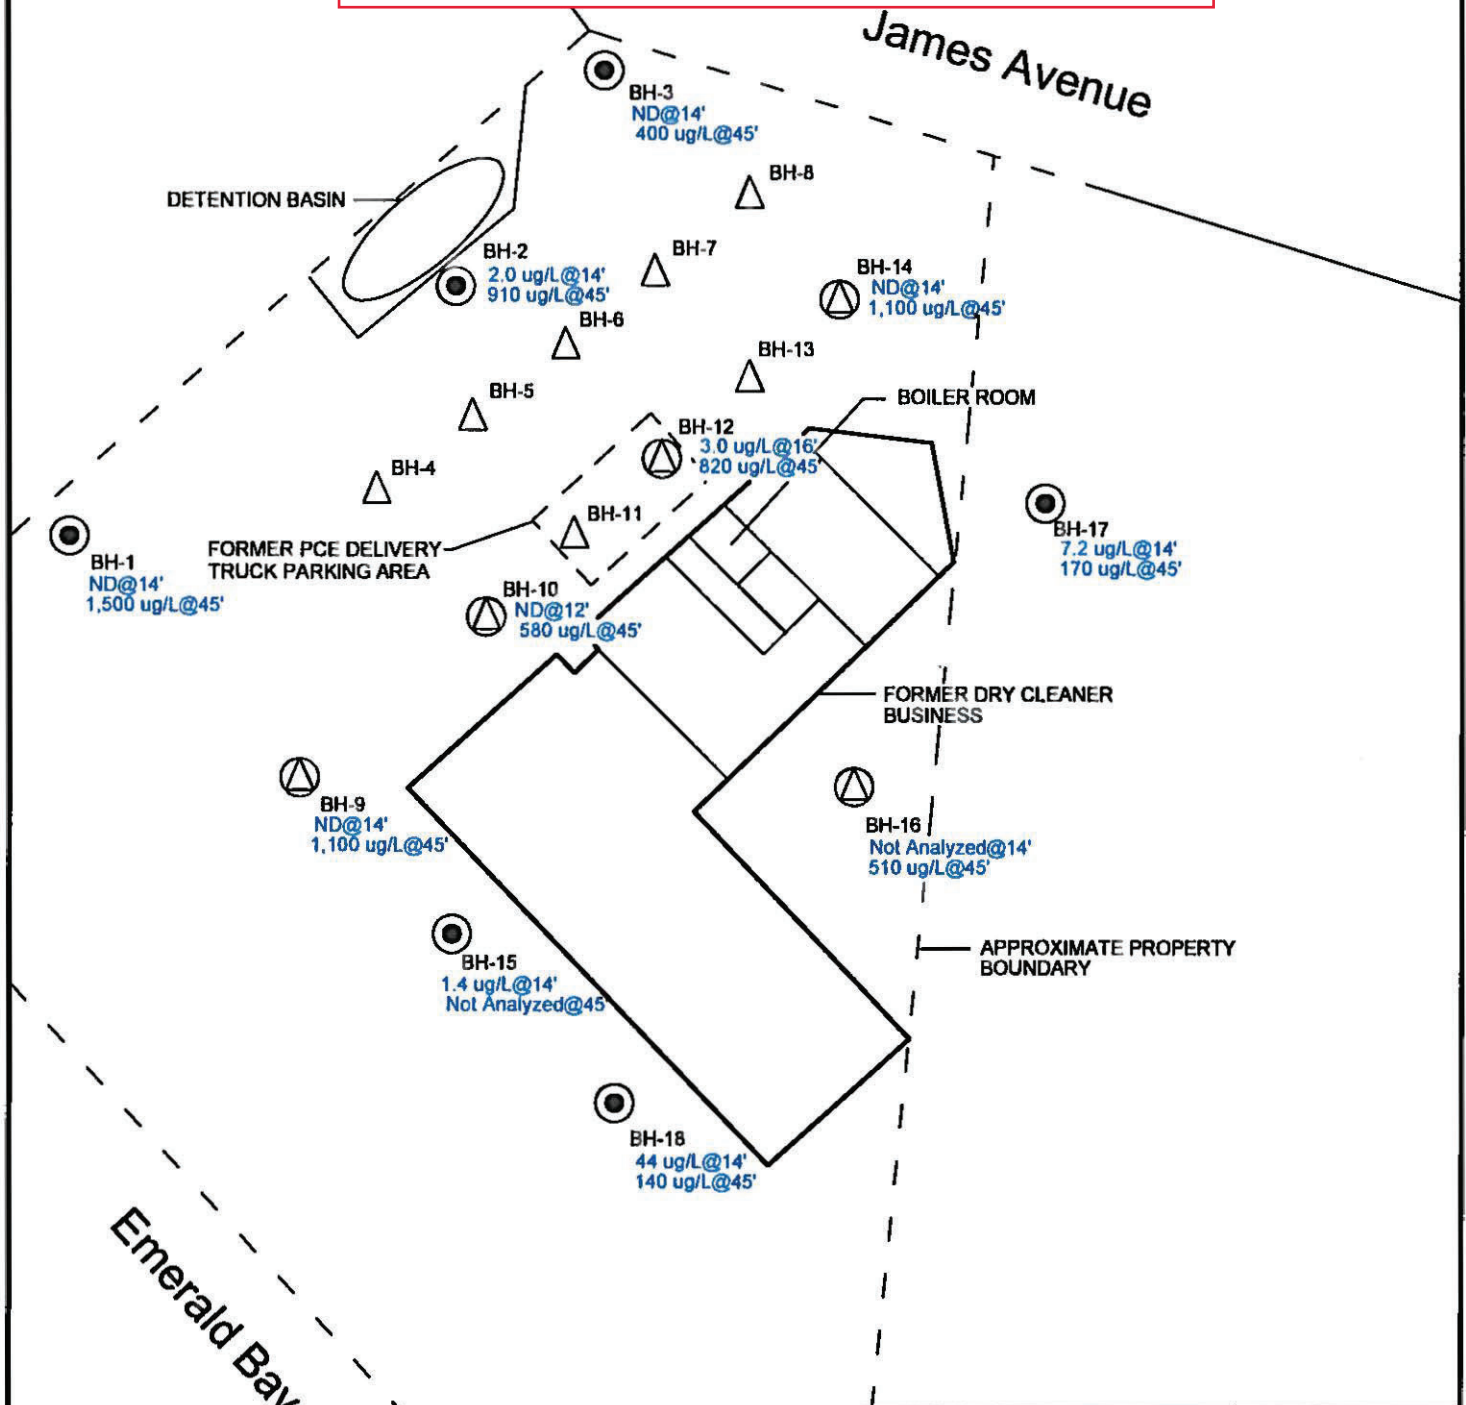 James Avenue
BH-3
ND@14'
400 ug/L@45'
BH-8
DETENTION BASIN
BH-2
2.0 ug/L@14'
910 ug/L@45'
BH-7
BH-14
ND@14'
1,100 ug/L@45'
BH-6
BH-13
BH-5
BOILER ROOM
BH-12
3.0 ug/L@16'
820 ug/L@45'
BH-4
BH-11
BH-17
7.2 ug/L@14'
170 ug/L@45'
BH-1
ND@14'
1,500 ug/L@45'
FORMER PCE DELIVERY
TRUCK PARKING AREA
BH-10
ND@12'
580 ug/L@45'
FORMER DRY CLEANER
BUSINESS
BH-9
ND@14'
1,100 ug/L@45'
BH-16
Not Analyzed@14'
510 ug/L@45'
BH-15
1.4 ug/L@14'
Not Analyzed@45'
APPROXIMATE PROPERTY
BOUNDARY
BH-18
44 ug/L@14'
140 ug/L@45'
Emerald Bay